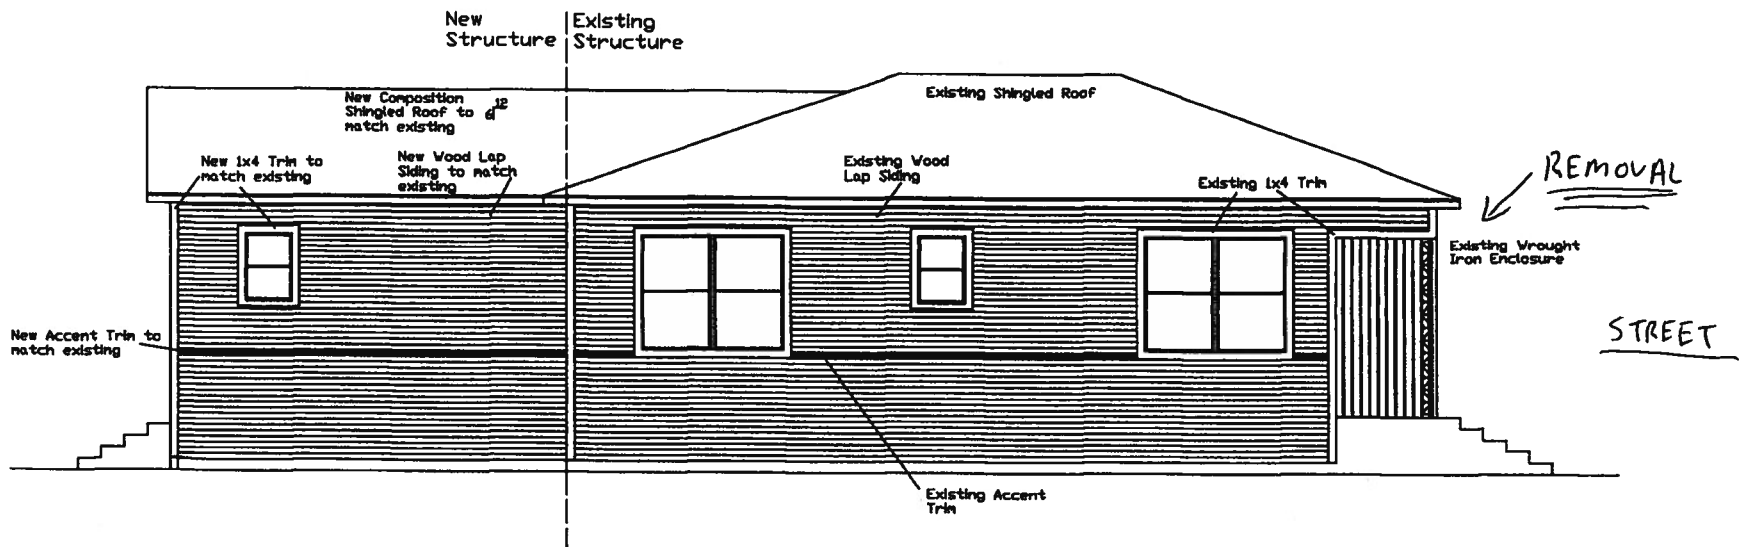 New
Structure
Existing
Structure
New Composition
Shingled Roof to
match existing
12
Existing Shingled Roof
New 1x4 Trim to
match existing
New Wood Lap
Siding to match
existing
Existing Wood
Lap Siding
Existing 1x4 Trim
REMOVAL
Existing Wrought
Iron Enclosure
STREET
New Accent Trim to
match existing
Existing Accent
Trim